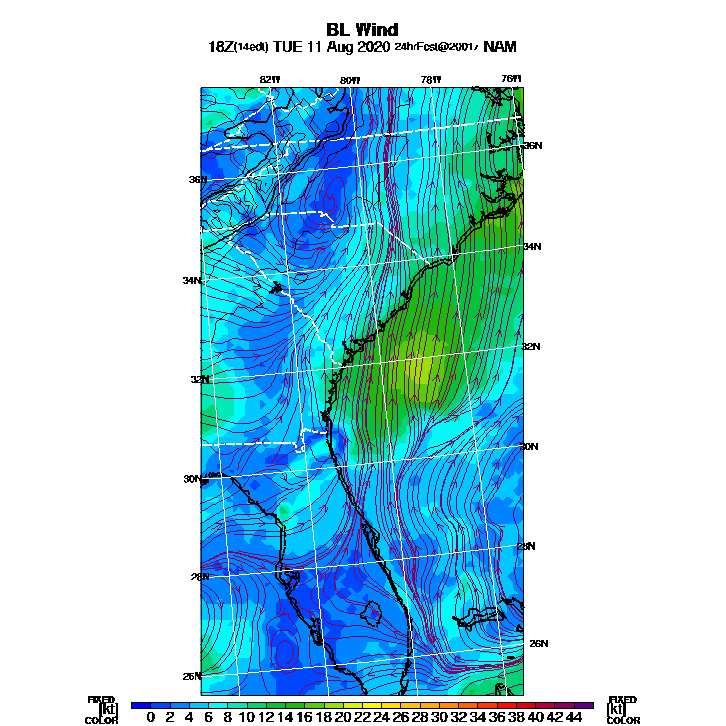 BL Wind
18Z(14edt) TUE 11 Aug 2020 24hrFcst@2001z NAM
82W 80W 78W 76W
36N
36N
34N
34N
32N
32N
30N
30N
28N
28N
26N
26N
FIXED FIXED
[kt] 0 2 4 6 8 10 12 14 16 18 20 22 24 26 28 30 32 34 36 38 40 42 44 [kt]
COLOR COLOR